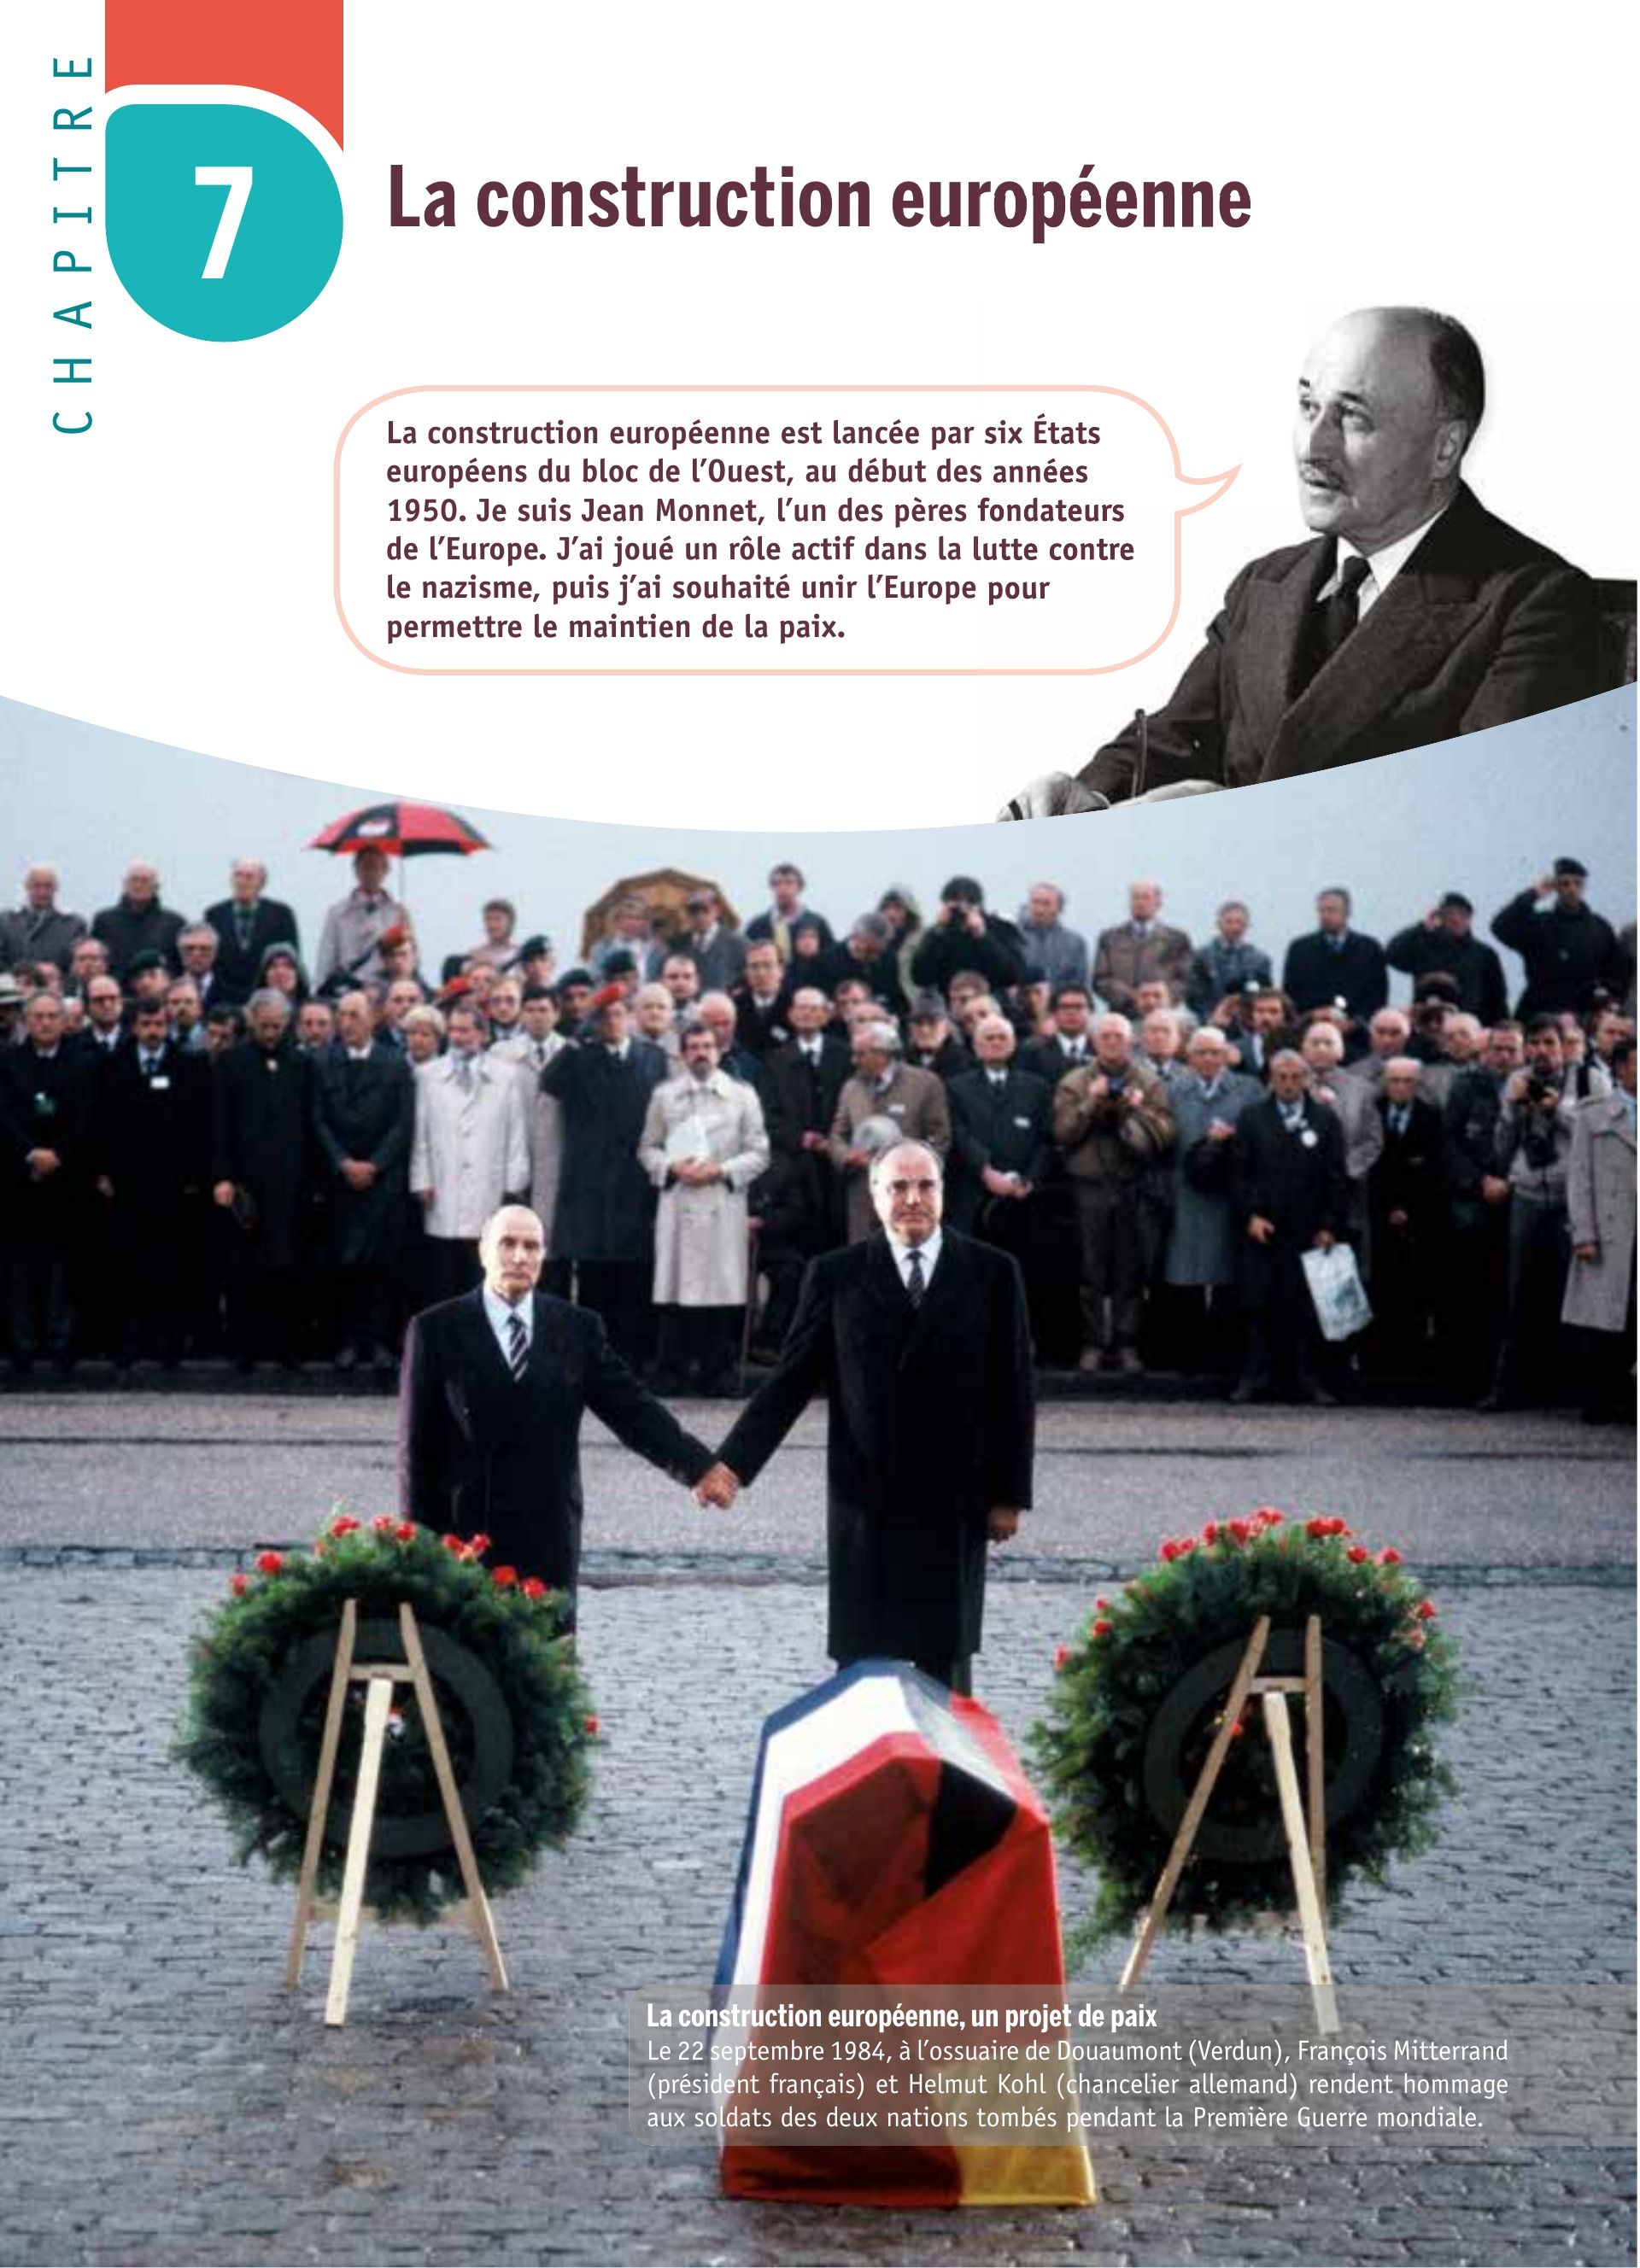 CHAPITRE
7
La construction européenne
La construction européenne est lancée par six États
européens du bloc de l’Ouest, au début des années
1950. Je suis Jean Monnet, l’un des pères fondateurs
de l’Europe. J’ai joué un rôle actif dans la lutte contre
le nazisme, puis j’ai souhaité unir l’Europe pour
permettre le maintien de la paix.
La construction européenne, un projet de paix
Le 22 septembre 1984, à l’ossuaire de Douaumont (Verdun), François Mitterrand
(président français) et Helmut Kohl (chancelier allemand) rendent hommage
aux soldats des deux nations tombés pendant la Première Guerre mondiale.